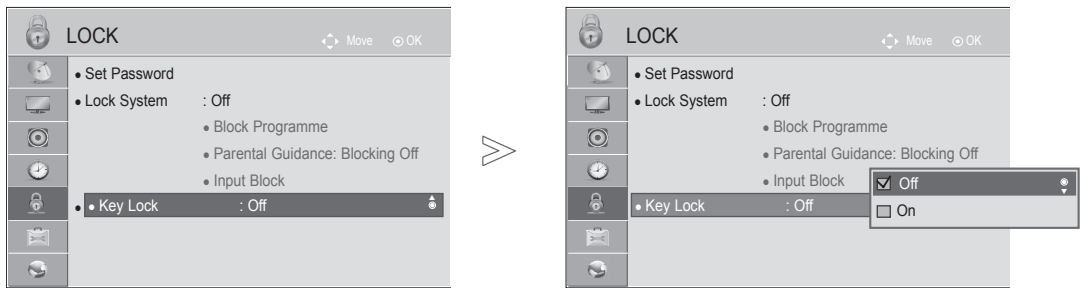 LOCK
Move OK
• Set Password
• Lock System : Off
• Block Programme
• Parental Guidance: Blocking Off
• Input Block
• • Key Lock : Off
>
LOCK
Move OK
• Set Password
• Lock System : Off
• Block Programme
• Parental Guidance: Blocking Off
• Input Block
• Key Lock : Off
Off
On